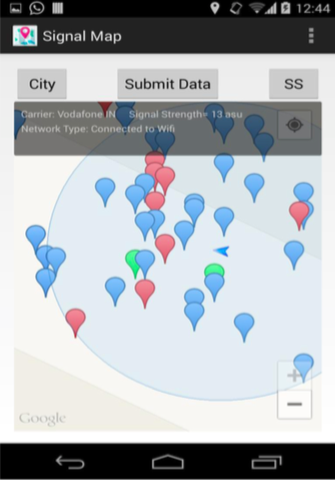 12:44
Signal Map
City
Submit Data
SS
Carrier: Vodafone IN Signal Strength= 13 asu
Network Type: Connected to Wifi
+
−
Google